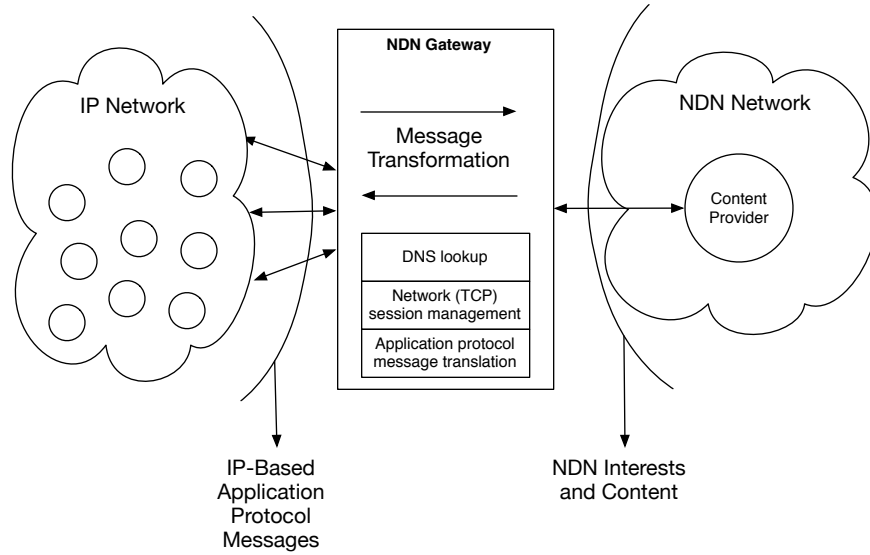 NDN Gateway
IP Network
NDN Network
Message
Transformation
Content
Provider
DNS lookup
Network (TCP)
session management
Application protocol
message translation
IP-Based
Application
Protocol
Messages
NDN Interests
and Content